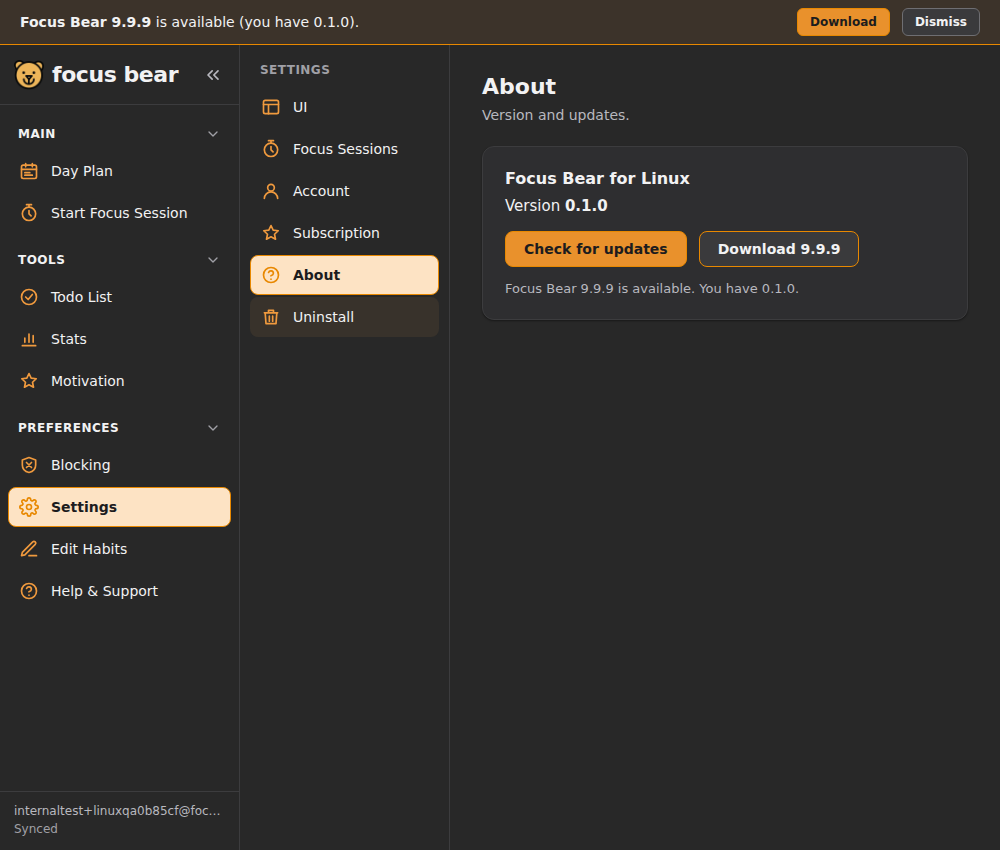 Focus Bear 9.9.9 is available (you have 0.1.0).
Download
Dismiss
focus bear
MAIN
Day Plan
Start Focus Session
TOOLS
Todo List
Stats
Motivation
PREFERENCES
Blocking
Settings
Edit Habits
Help & Support
internaltest+linuxqa0b85cf@foc...
Synced
SETTINGS
UI
Focus Sessions
Account
Subscription
About
Uninstall
About
Version and updates.
Focus Bear for Linux
Version 0.1.0
Check for updates
Download 9.9.9
Focus Bear 9.9.9 is available. You have 0.1.0.